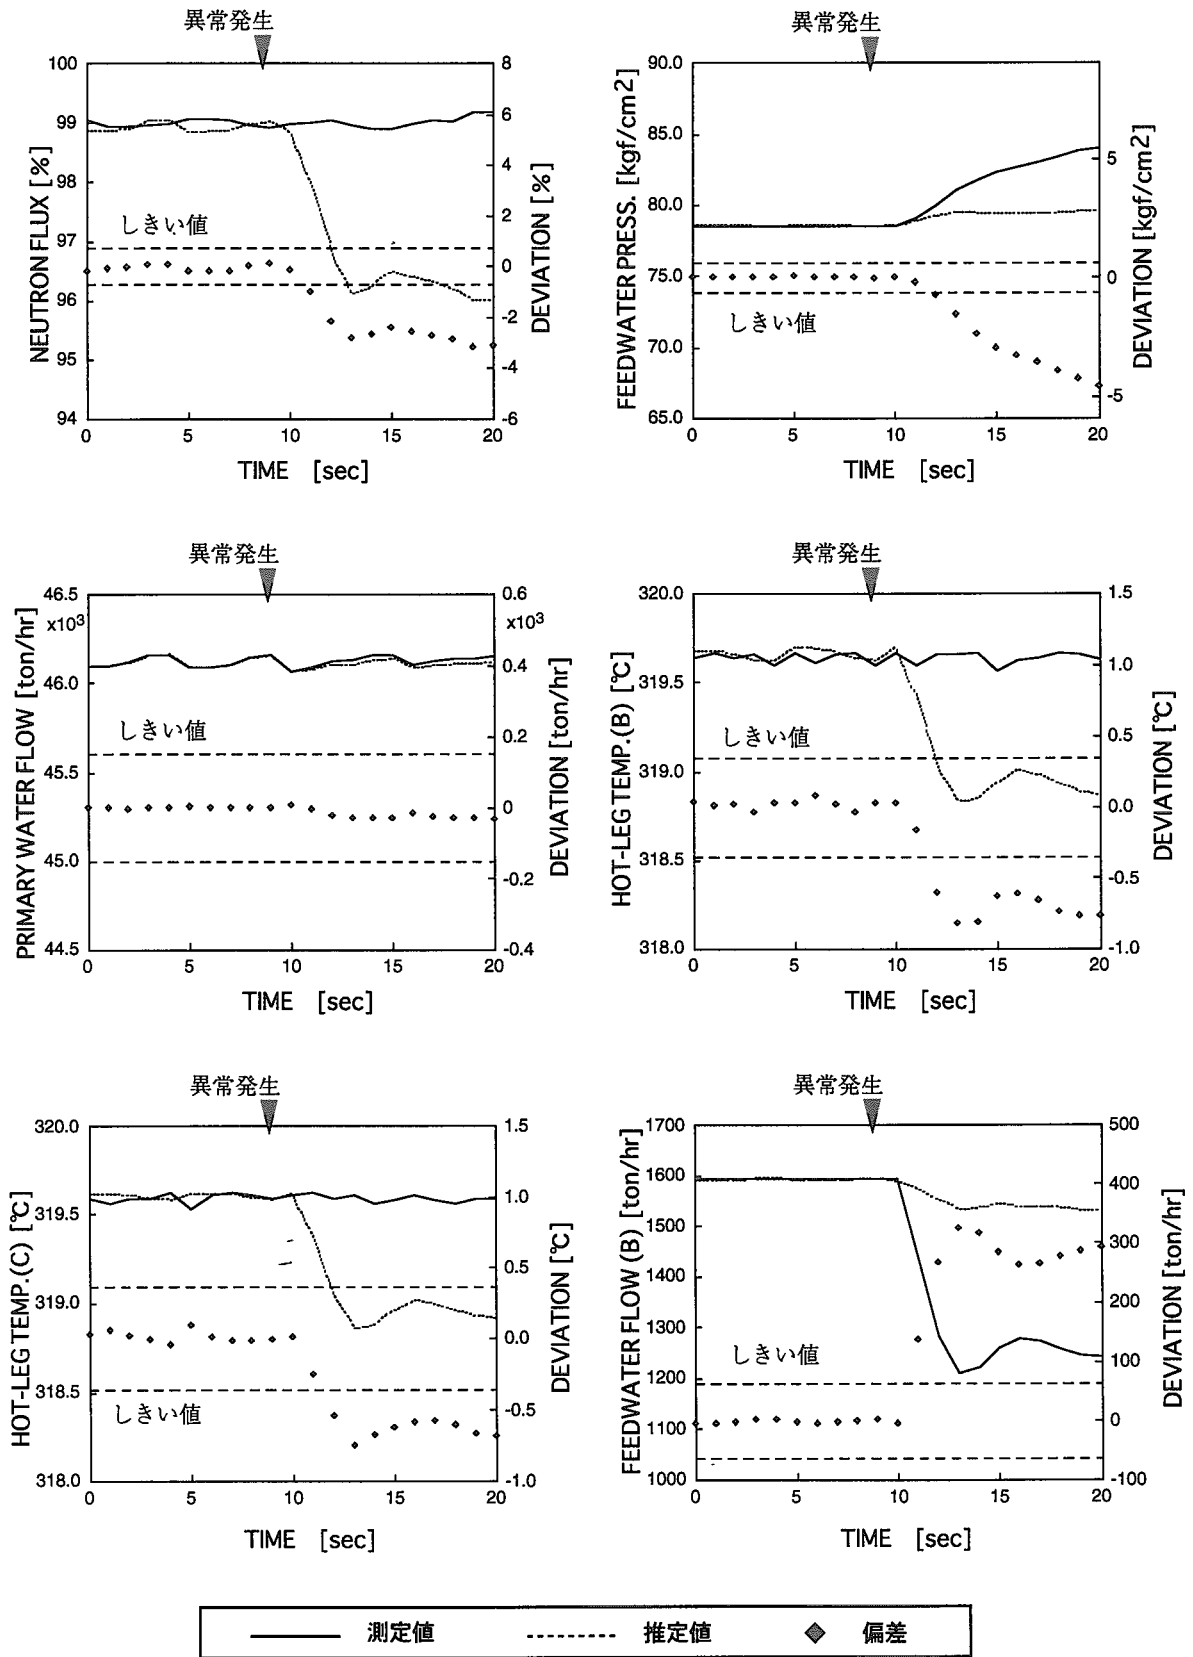 異常発生
100
99
98
97
96
95
94
NEUTRON FLUX [%]
8
6
4
2
0
-2
-4
-6
DEVIATION [%]
しきい値
0 5 10 15 20
TIME [sec]
異常発生
90.0
85.0
80.0
75.0
70.0
65.0
FEEDWATER PRESS. [kgf/cm2]
5
0
-5
DEVIATION [kgf/cm2]
しきい値
0 5 10 15 20
TIME [sec]
異常発生
46.5
x10³
46.0
45.5
45.0
44.5
PRIMARY WATER FLOW [ton/hr]
0.6
x10³
0.4
0.2
0
-0.2
-0.4
DEVIATION [ton/hr]
しきい値
0 5 10 15 20
TIME [sec]
異常発生
320.0
319.5
319.0
318.5
318.0
HOT-LEG TEMP.(B) [℃]
1.5
1.0
0.5
0.0
-0.5
-1.0
DEVIATION [℃]
しきい値
0 5 10 15 20
TIME [sec]
異常発生
320.0
319.5
319.0
318.5
318.0
HOT-LEG TEMP.(C) [℃]
1.5
1.0
0.5
0.0
-0.5
-1.0
DEVIATION [℃]
しきい値
0 5 10 15 20
TIME [sec]
異常発生
1700
1600
1500
1400
1300
1200
1100
1000
FEEDWATER FLOW (B) [ton/hr]
500
400
300
200
100
0
-100
DEVIATION [ton/hr]
しきい値
0 5 10 15 20
TIME [sec]
測定値 推定値 偏差